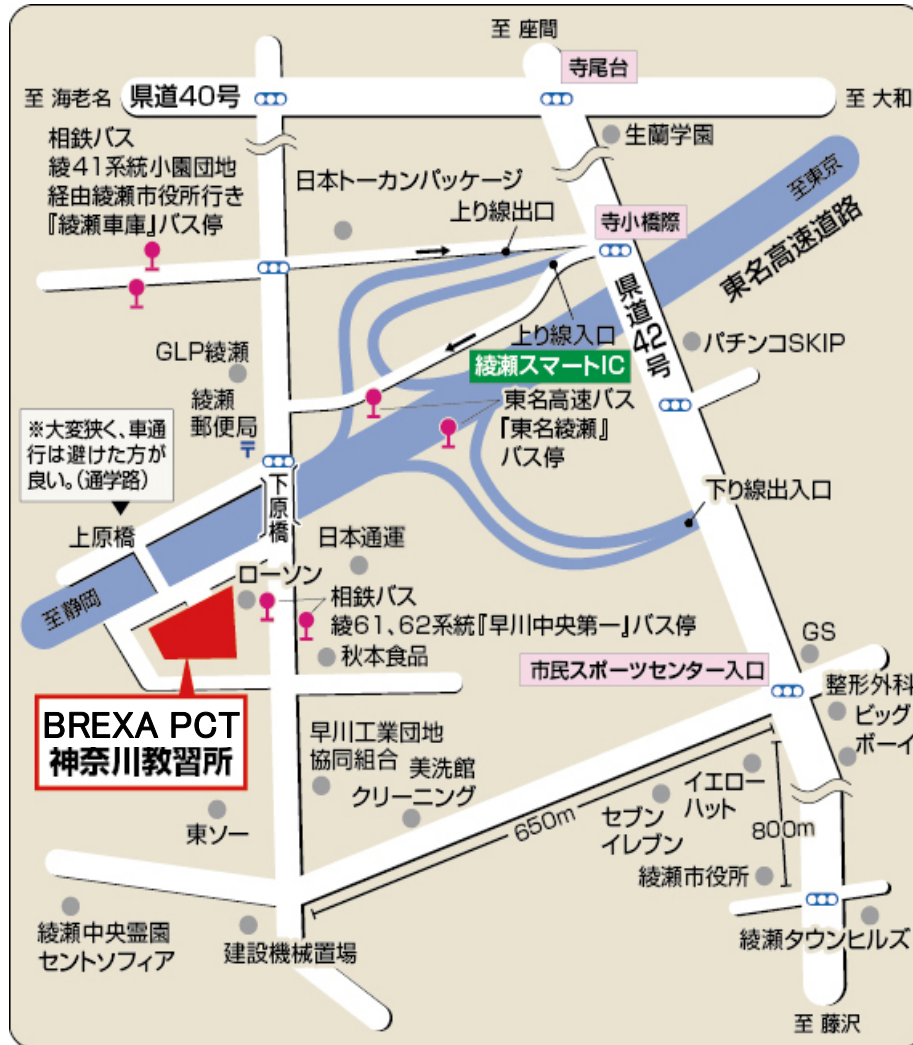 至 座間
寺尾台
至 海老名
県道40号
至 大和
相鉄バス
綾41系統小園団地
経由綾瀬市役所行き
『綾瀬車庫』バス停
生蘭学園
日本トーカンパッケージ
上り線出口
至東京
東名高速道路
寺小橋際
県道42号
上り線入口
綾瀬スマートIC
パチンコSKIP
GLP綾瀬
綾瀬
郵便局
〒
東名高速バス
『東名綾瀬』
バス停
※大変狭く、車通
行は避けた方が
良い。(通学路)
下り線出入口
上原橋
下原橋
日本通運
至静岡
ローソン
相鉄バス
綾61、62系統『早川中央第一』バス停
秋本食品
GS
市民スポーツセンター入口
整形外科
ビッグ
ボーイ
BREXA PCT
神奈川教習所
早川工業団地
協同組合
美洗館
クリーニング
イエロー
ハット
セブン
イレブン
650m
800m
東ソー
綾瀬市役所
綾瀬中央霊園
セントソフィア
建設機械置場
綾瀬タウンヒルズ
至 藤沢